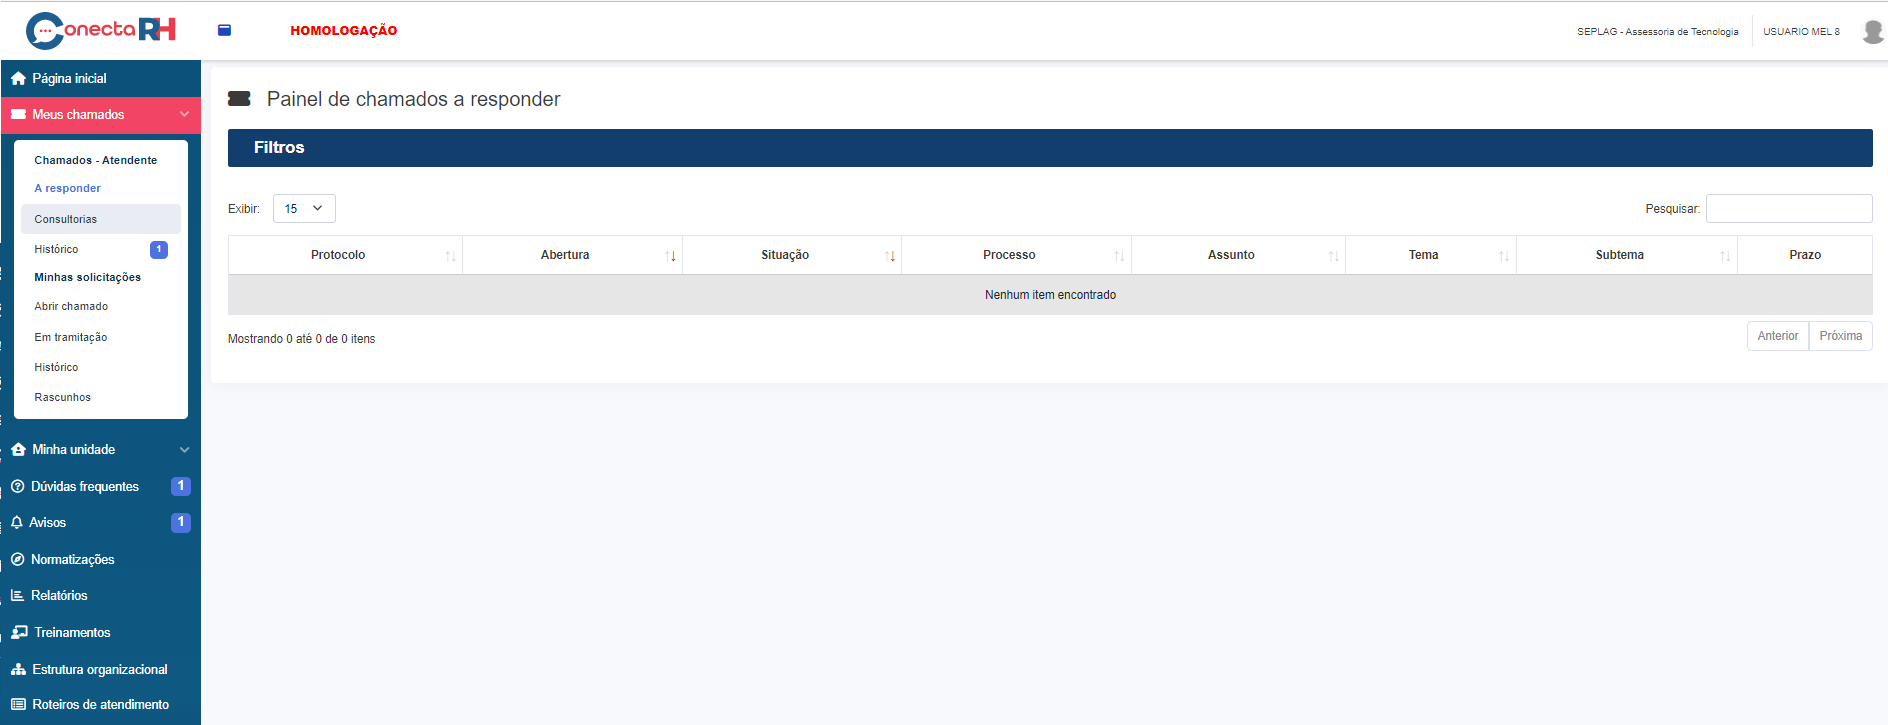 Conecta RH
HOMOLOGAÇÃO
SEPLAG - Assessoria de Tecnologia
USUARIO MEL 8
Página inicial
Meus chamados
Chamados - Atendente
A responder
Consultorias
Histórico 1
Minhas solicitações
Abrir chamado
Em tramitação
Histórico
Rascunhos
Minha unidade
Dúvidas frequentes 1
Avisos 1
Normatizações
Relatórios
Treinamentos
Estrutura organizacional
Roteiros de atendimento
Painel de chamados a responder
Filtros
Exibir: 15
Pesquisar:
Protocolo Abertura Situação Processo Assunto Tema Subtema Prazo
Nenhum item encontrado
Mostrando 0 até 0 de 0 itens
Anterior Próxima